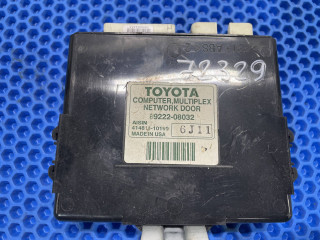 72329
TOYOTA
COMPUTER, MULTIPLEX
NETWORK DOOR
89222-06032
AISIN
6J11
MADE IN USA